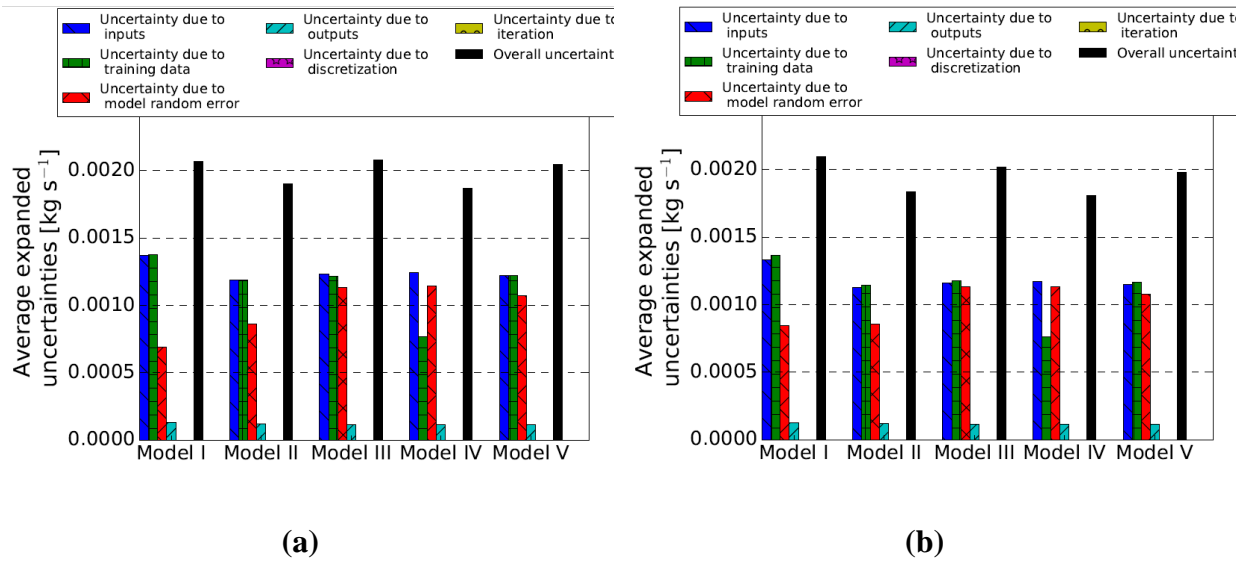 Uncertainty due to
inputs
Uncertainty due to
training data
Uncertainty due to
model random error
Uncertainty due to
outputs
Uncertainty due to
discretization
Uncertainty due to
iteration
Overall uncertaint
Average expanded
uncertainties [kg s⁻¹]
0.0020
0.0015
0.0010
0.0005
0.0000
Model I
Model II
Model III
Model IV
Model V
(a)
Uncertainty due to
inputs
Uncertainty due to
training data
Uncertainty due to
model random error
Uncertainty due to
outputs
Uncertainty due to
discretization
Uncertainty due to
iteration
Overall uncertaint
Average expanded
uncertainties [kg s⁻¹]
0.0020
0.0015
0.0010
0.0005
0.0000
Model I
Model II
Model III
Model IV
Model V
(b)